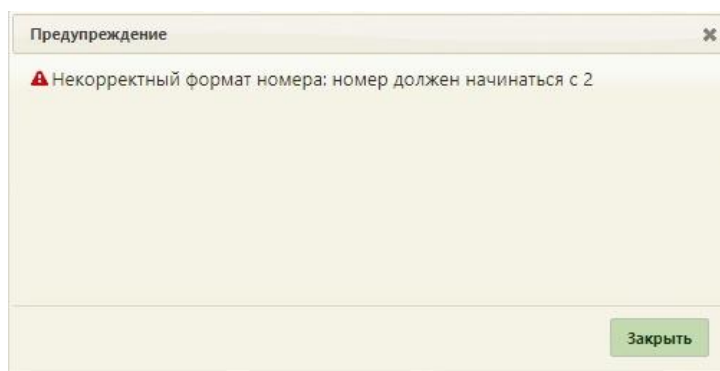 Предупреждение
Некорректный формат номера: номер должен начинаться с 2
Закрыть